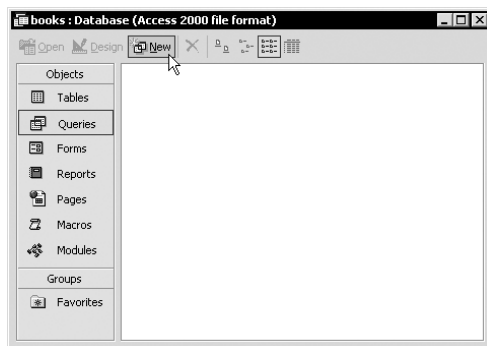 books : Database (Access 2000 file format)
Open Design New
Objects
Tables
Queries
Forms
Reports
Pages
Macros
Modules
Groups
Favorites